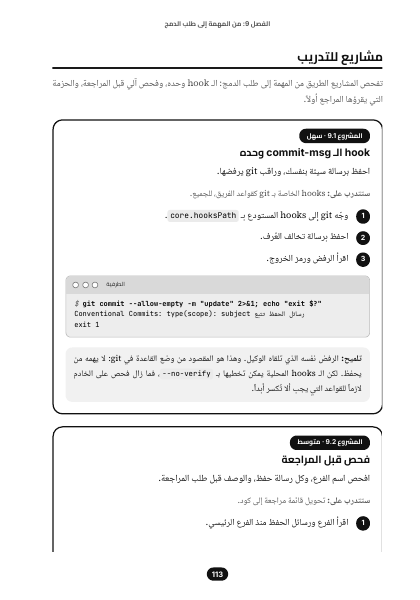 الفصل 9: من المهمة إلى طلب الدمج
مشاريع للتدريب
تفحص المشاريع الطريق من المهمة إلى طلب الدمج: الـ hook وحده، وفحص آلي قبل المراجعة، والحزمة
التي يقرؤها المراجع أولاً.
المشروع 9.1 · سهل
hook الـ commit-msg وحده
احفظ برسالة سيئة بنفسك، وراقب git يرفضها.
ستتدرب على: hooks الخاصة بـ git كقواعد الفريق، للجميع.
1 وجّه git إلى hooks المستودع بـ core.hooksPath.
2 احفظ برسالة تخالف العُرف.
3 اقرأ الرفض ورمز الخروج.
الطرفية
$ git commit --allow-empty -m "update" 2>&1; echo "exit $?"
Conventional Commits: type(scope): subject رسائل الحفظ تتبع
exit 1
تلميح: الرفض نفسه الذي تلقاه الوكيل. وهذا هو المقصود من وضع القاعدة في git: لا يهمه من
يحفظ. لكن الـ hooks المحلية يمكن تخطيها بـ --no-verify، فما زال فحص على الخادم
لازماً للقواعد التي يجب ألا تُكسر أبداً.
المشروع 9.2 · متوسط
فحص قبل المراجعة
افحص اسم الفرع، وكل رسالة حفظ، والوصف قبل طلب المراجعة.
ستتدرب على: تحويل قائمة مراجعة إلى كود.
1 اقرأ الفرع ورسائل الحفظ منذ الفرع الرئيسي.
113